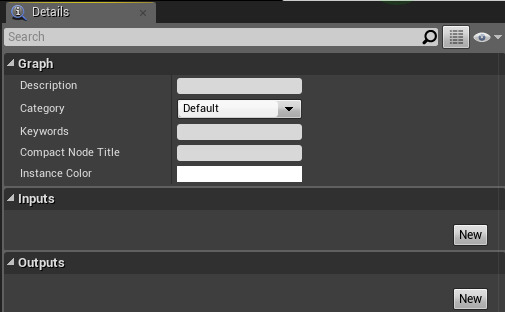 Details
Search
Graph
Description
Category Default
Keywords
Compact Node Title
Instance Color
Inputs
New
Outputs
New